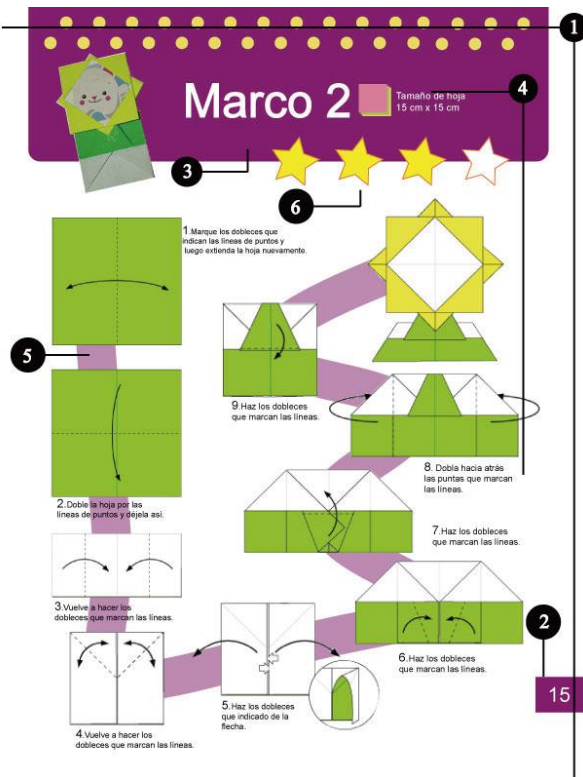 1
Marco 2
Tamaño de hoja
15 cm x 15 cm
4
3
6
1.Marque los dobleces que
indican las líneas de puntos y
luego extienda la hoja nuevamente.
5
9.Haz los dobleces
que marcan las líneas.
8. Dobla hacia atrás
las puntas que marcan
las líneas.
2.Doble la hoja por las
líneas de puntos y déjela así.
7.Haz los dobleces
que marcan las líneas.
3.Vuelve a hacer los
dobleces que marcan las líneas.
2
6.Haz los dobleces
que marcan las líneas.
15
5.Haz los dobleces
que indicado de la
flecha.
4.Vuelve a hacer los
dobleces que marcan las líneas.